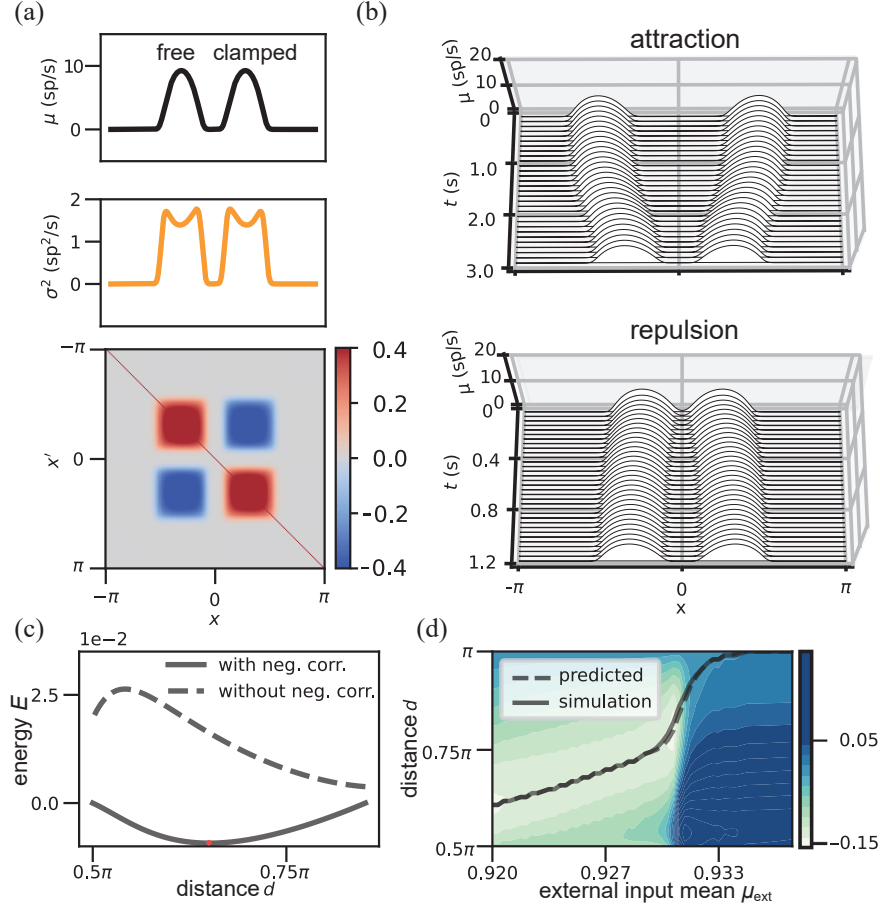 (a)
free clamped
μ (sp/s)
10
0
σ² (sp²/s)
2
1
0
x′
−π
0
π
−π 0 π
x
0.4
0.2
0.0
−0.2
−0.4
(b)
attraction
μ (sp/s)
20
10
0
t (s)
0
1.0
2.0
3.0
repulsion
μ (sp/s)
20
10
0
t (s)
0
0.4
0.8
1.2
-π 0 π
x
(c)
1e−2
energy E
2.5
0.0
with neg. corr.
without neg. corr.
0.5π 0.75π
distance d
(d)
distance d
π
0.75π
0.5π
predicted
simulation
0.920 0.927 0.933
external input mean μext
0.05
−0.15